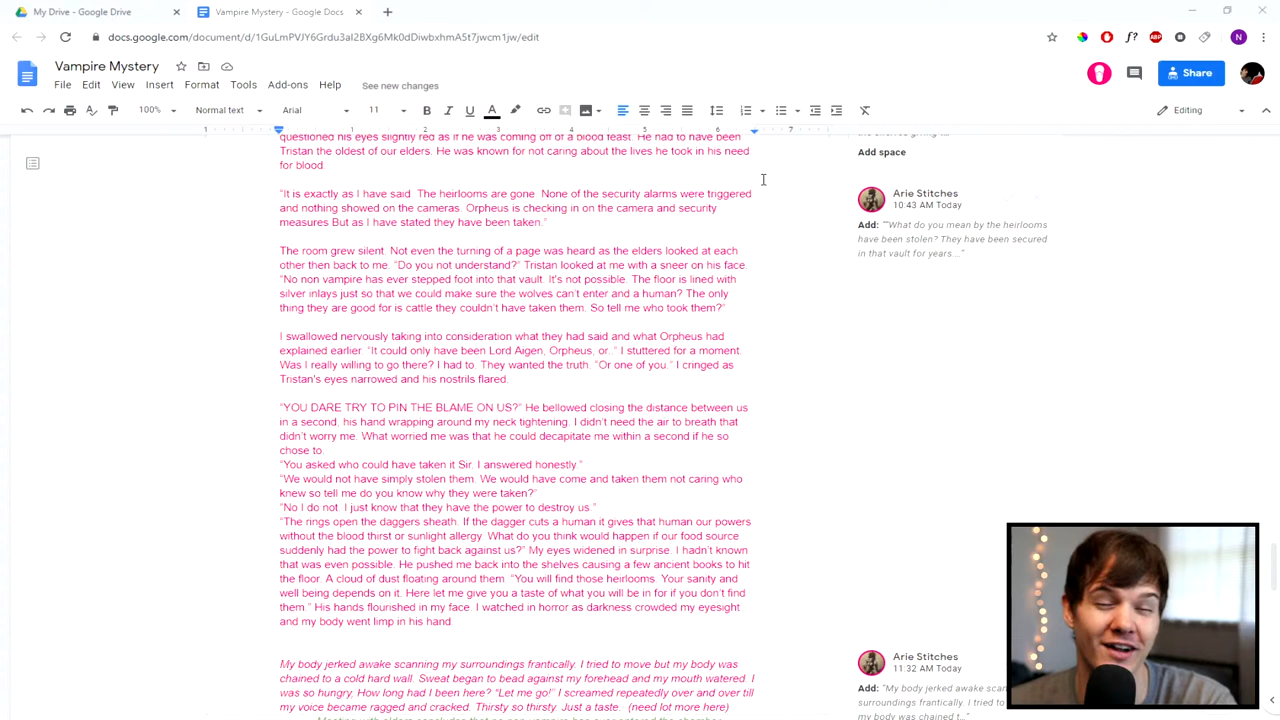 My Drive - Google Drive
Vampire Mystery - Google Docs
docs.google.com/document/d/1GuLmPVJY6Grdu3al2BXg6Mk0dDiwbxhmA5t7jwcm1jw/edit
f?
ABP
N
Vampire Mystery
File Edit View Insert Format Tools Add-ons Help See new changes
Share
100% Normal text Arial 11 B I U A Editing
1 1 2 3 4 5 6 7
questioned his eyes slightly red as if he was coming off of a blood feast. He had to have been
Tristan the oldest of our elders. He was known for not caring about the lives he took in his need
for blood.
"It is exactly as I have said. The heirlooms are gone. None of the security alarms were triggered
and nothing showed on the cameras. Orpheus is checking in on the camera and security
measures But as I have stated they have been taken."
The room grew silent. Not even the turning of a page was heard as the elders looked at each
other then back to me. "Do you not understand?" Tristan looked at me with a sneer on his face.
"No non vampire has ever stepped foot into that vault. It's not possible. The floor is lined with
silver inlays just so that we could make sure the wolves can't enter and a human? The only
thing they are good for is cattle they couldn't have taken them. So tell me who took them?"
I swallowed nervously taking into consideration what they had said and what Orpheus had
explained earlier. "It could only have been Lord Aigen, Orpheus, or.." I stuttered for a moment.
Was I really willing to go there? I had to. They wanted the truth. "Or one of you." I cringed as
Tristan's eyes narrowed and his nostrils flared.
"YOU DARE TRY TO PIN THE BLAME ON US?" He bellowed closing the distance between us
in a second, his hand wrapping around my neck tightening. I didn't need the air to breath that
didn't worry me. What worried me was that he could decapitate me within a second if he so
chose to.
"You asked who could have taken it Sir. I answered honestly."
"We would not have simply stolen them. We would have come and taken them not caring who
knew so tell me do you know why they were taken?"
"No I do not. I just know that they have the power to destroy us."
"The rings open the daggers sheath. If the dagger cuts a human it gives that human our powers
without the blood thirst or sunlight allergy. What do you think would happen if our food source
suddenly had the power to fight back against us?" My eyes widened in surprise. I hadn't known
that was even possible. He pushed me back into the shelves causing a few ancient books to hit
the floor. A cloud of dust floating around them. "You will find those heirlooms. Your sanity and
well being depends on it. Here let me give you a taste of what you will be in for if you don't find
them." His hands flourished in my face. I watched in horror as darkness crowded my eyesight
and my body went limp in his hand.
My body jerked awake scanning my surroundings frantically. I tried to move but my body was
chained to a cold hard wall. Sweat began to bead against my forehead and my mouth watered. I
was so hungry. How long had I been here? "Let me go!" I screamed repeatedly over and over till
my voice became ragged and cracked. Thirsty so thirsty. Just a taste. (need lot more here)
Add space
Arie Stitches
10:43 AM Today
Add: ""What do you mean by the heirlooms
have been stolen? They have been secured
in that vault for years...."
Arie Stitches
11:32 AM Today
Add: "My body jerked awake scan
surroundings frantically. I tried to
my body was chained to a c..."